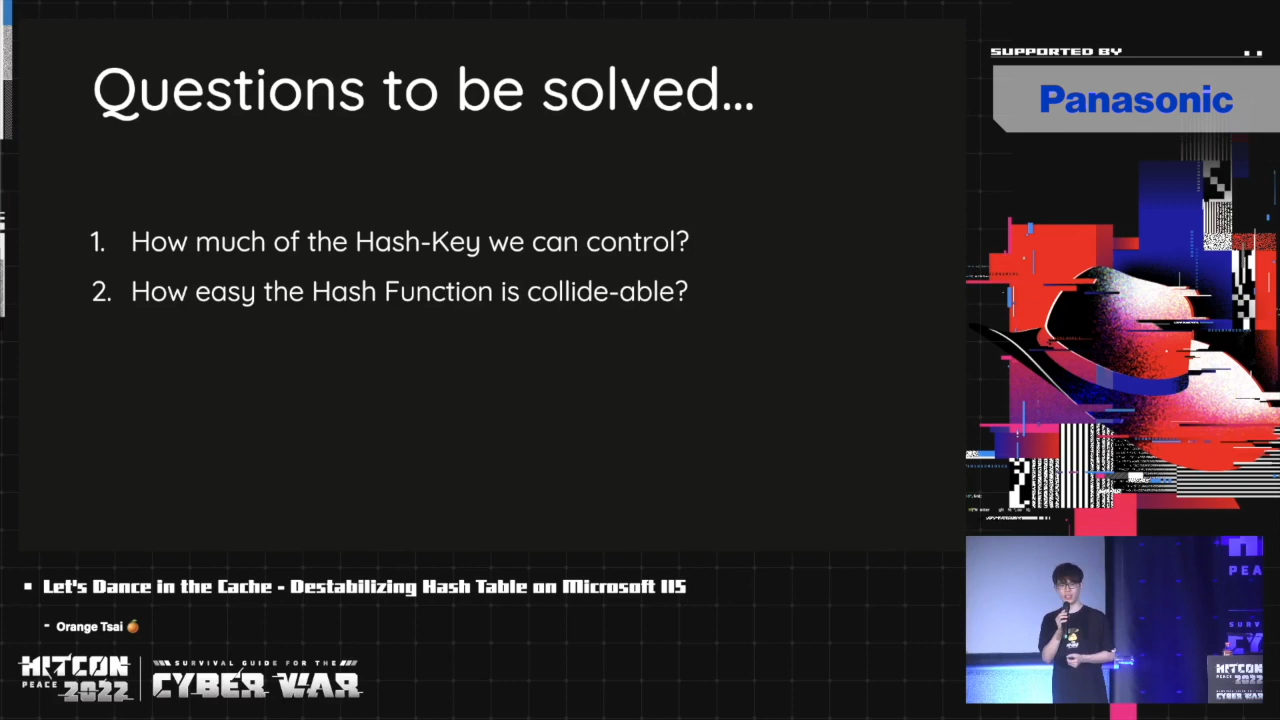 Questions to be solved...
1. How much of the Hash-Key we can control?
2. How easy the Hash Function is collide-able?
SUPPORTED BY
Panasonic
Let's Dance in the Cache - Destabilizing Hash Table on Microsoft IIS
- Orange Tsai
HITCON
PEACE 2022
SURVIVAL GUIDE FOR THE
CYBER WAR